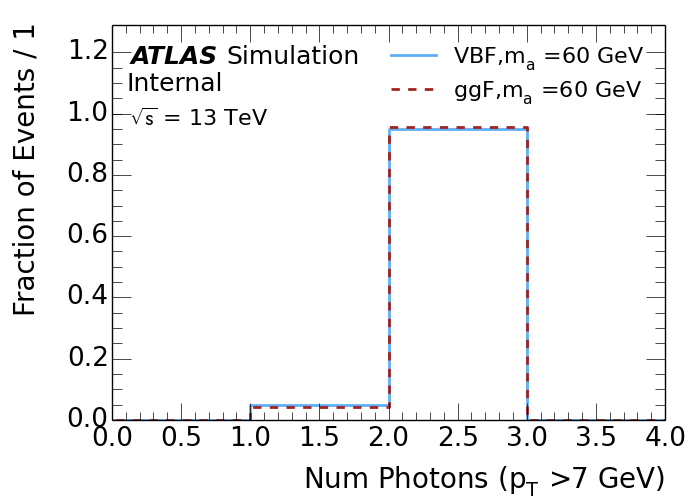 Fraction of Events / 1
1.2
1.0
0.8
0.6
0.4
0.2
0.0
ATLAS Simulation
Internal
√s = 13 TeV
VBF,mₐ =60 GeV
ggF,mₐ =60 GeV
0.0 0.5 1.0 1.5 2.0 2.5 3.0 3.5 4.0
Num Photons (p_T >7 GeV)